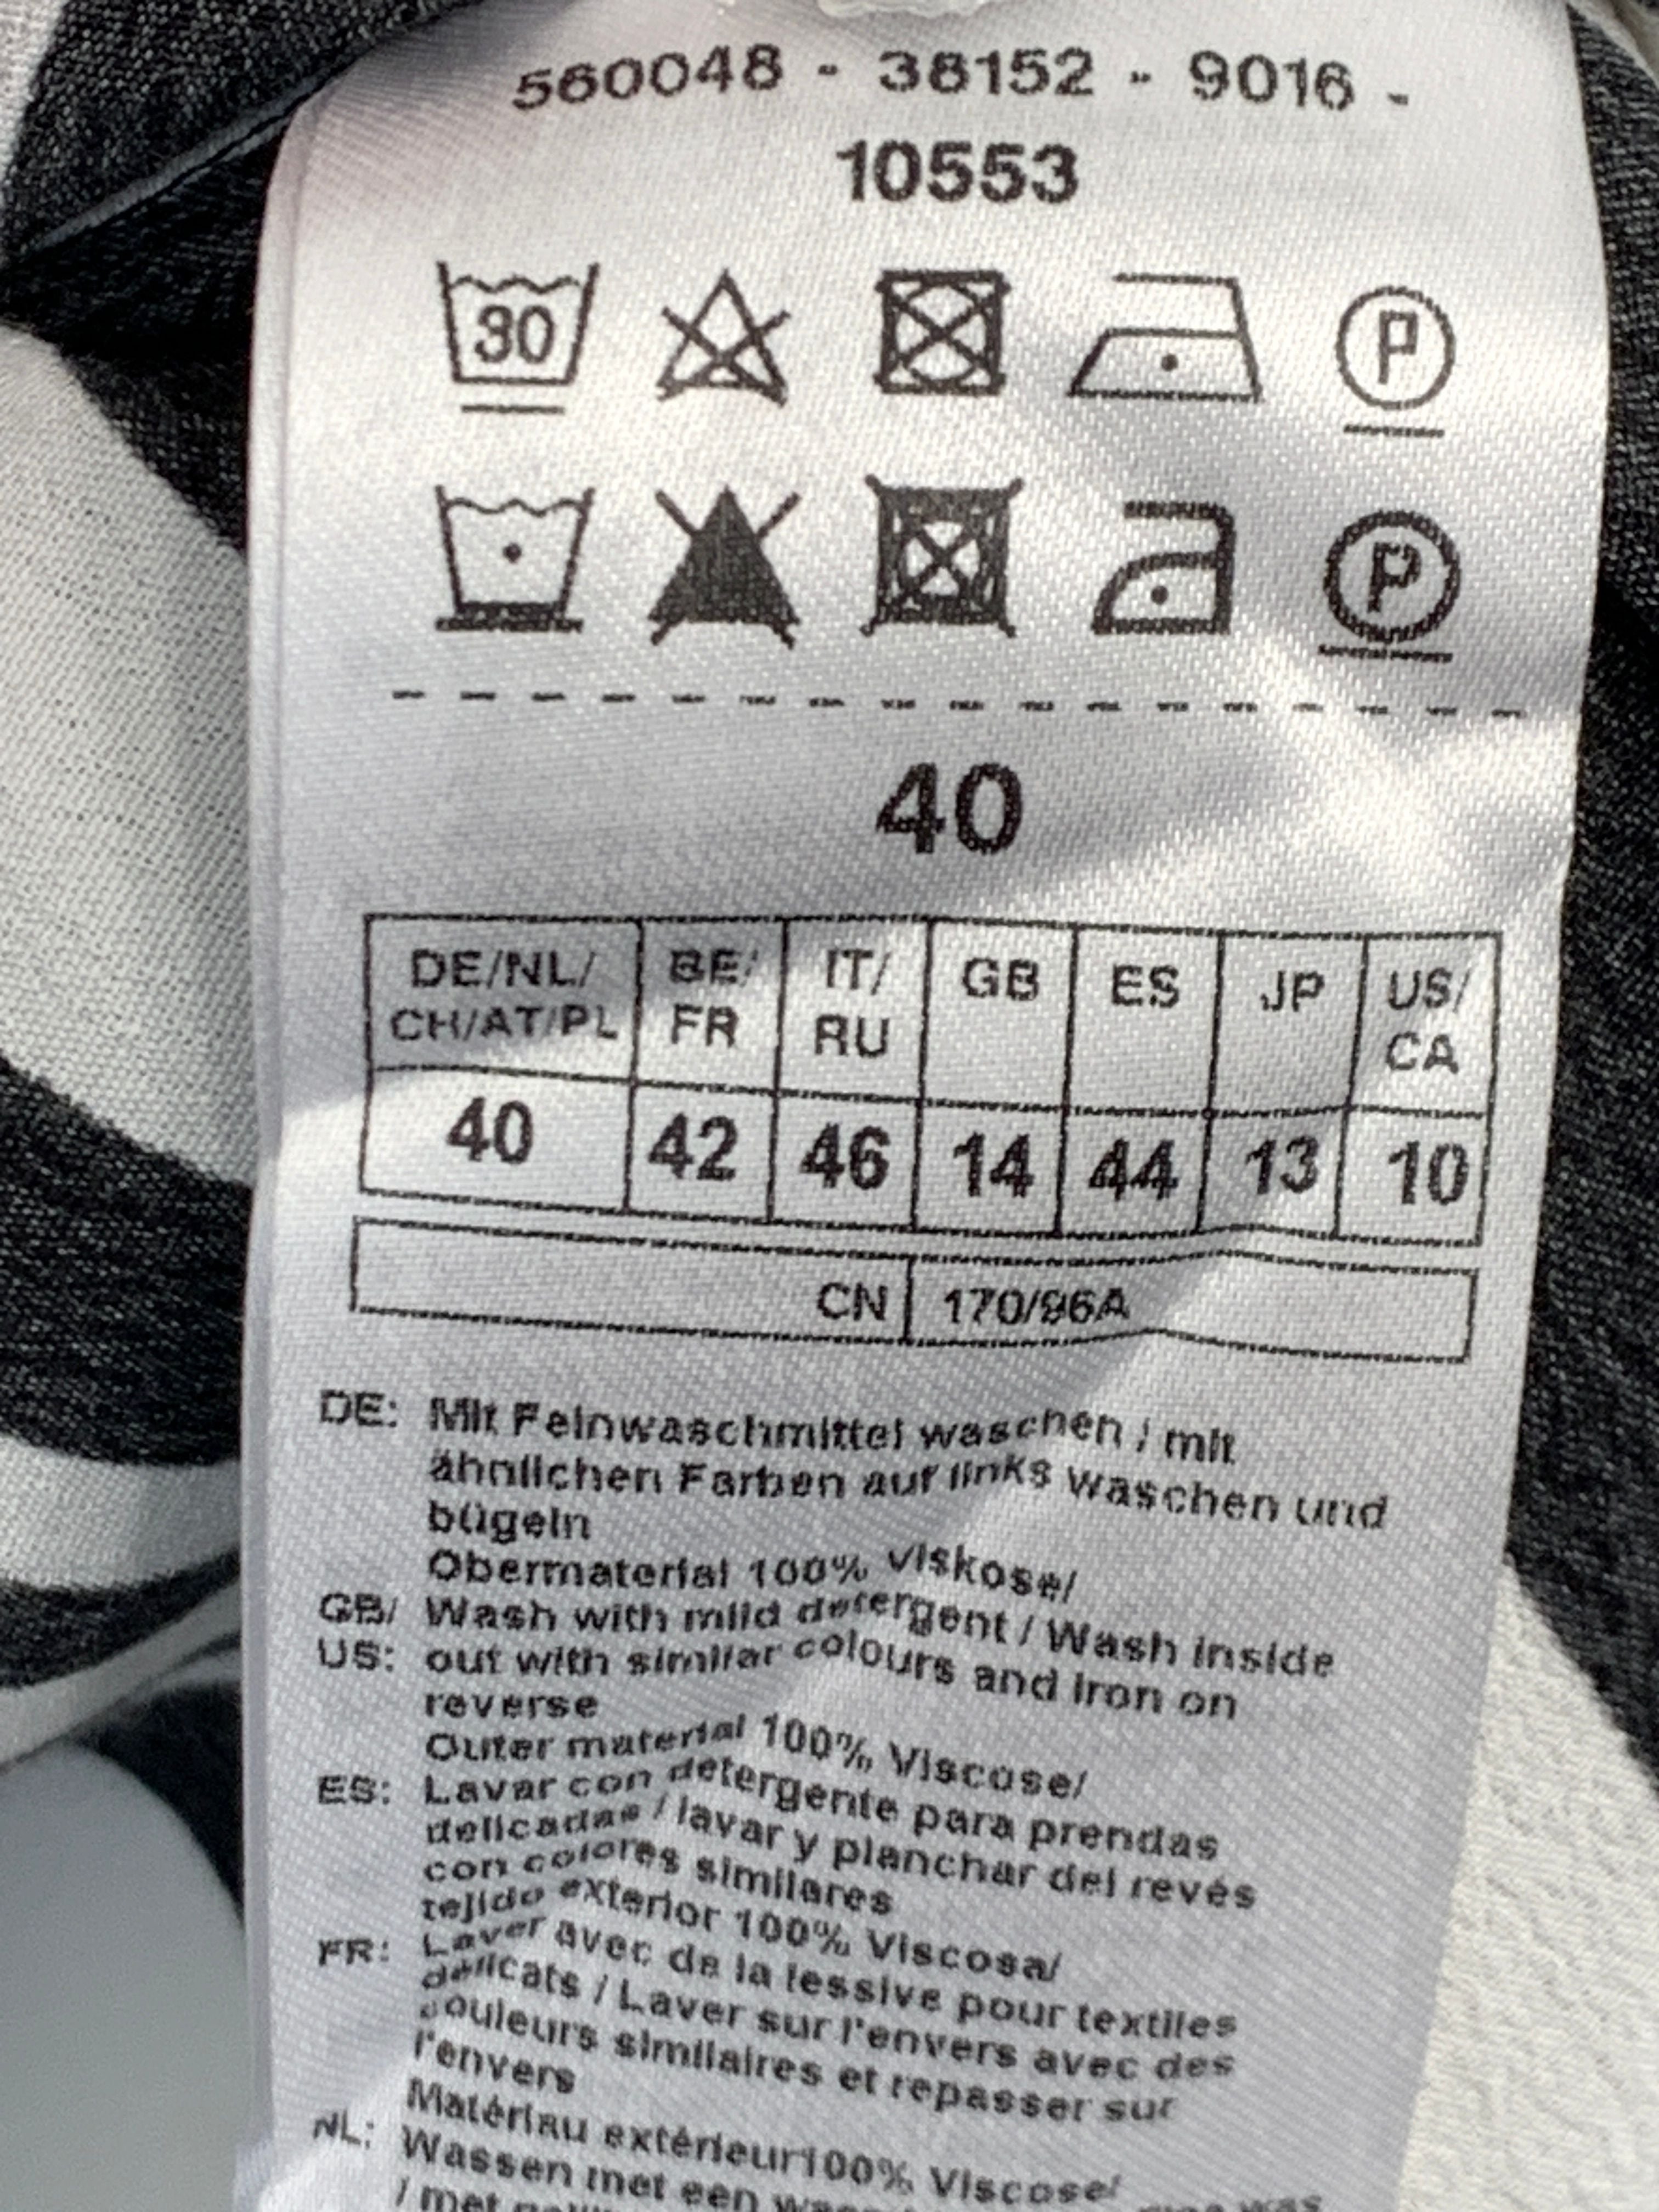 560048 - 38152 - 9016 -
10553
30 P
P
40
DE/NL/ BE/ IT/ GB ES JP US/
CH/AT/PL FR RU CA
40 42 46 14 44 13 10
CN 170/96A
DE: Mit Feinwaschmittel waschen / mit
ähnlichen Farben auf links waschen und
bügeln
Obermaterial 100% Viskose/
GB/ Wash with mild detergent / Wash inside
US: out with similar colours and iron on
reverse
Outer material 100% Viscose/
ES: Lavar con detergente para prendas
delicadas / lavar y planchar del revés
con colores similares
tejido exterior 100% Viscosa/
FR: Laver avec de la lessive pour textiles
délicats / Laver sur l'envers avec des
couleurs similaires et repasser sur
l'envers
Matériau extérieur100% Viscose/
NL: Wassen met een
/ met